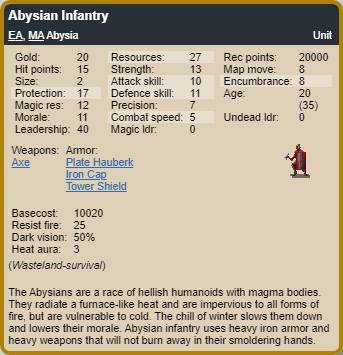 Abysian Infantry
EA, MA Abysia Unit
Gold: 20 Resources: 27 Rec points: 20000
Hit points: 15 Strength: 13 Map move: 8
Size: 2 Attack skill: 10 Encumbrance: 8
Protection: 17 Defence skill: 11 Age: 20
Magic res: 12 Precision: 7 (35)
Morale: 11 Combat speed: 5 Undead ldr: 0
Leadership: 40 Magic ldr: 0
Weapons: Armor:
Axe Plate Hauberk
Iron Cap
Tower Shield
Basecost: 10020
Resist fire: 25
Dark vision: 50%
Heat aura: 3
(Wasteland-survival)
The Abysians are a race of hellish humanoids with magma bodies.
They radiate a furnace-like heat and are impervious to all forms of
fire, but are vulnerable to cold. The chill of winter slows them down
and lowers their morale. Abysian infantry uses heavy iron armor and
heavy weapons that will not burn away in their smoldering hands.